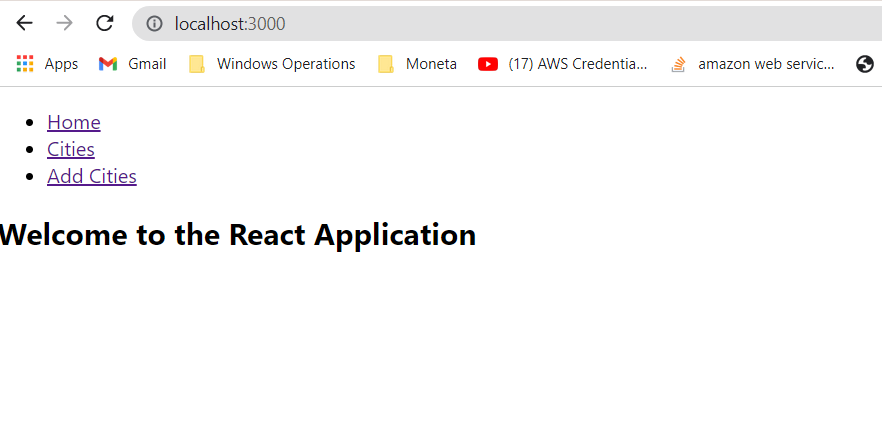 localhost:3000
Apps Gmail Windows Operations Moneta (17) AWS Credentia... amazon web servic...
Home
Cities
Add Cities
Welcome to the React Application